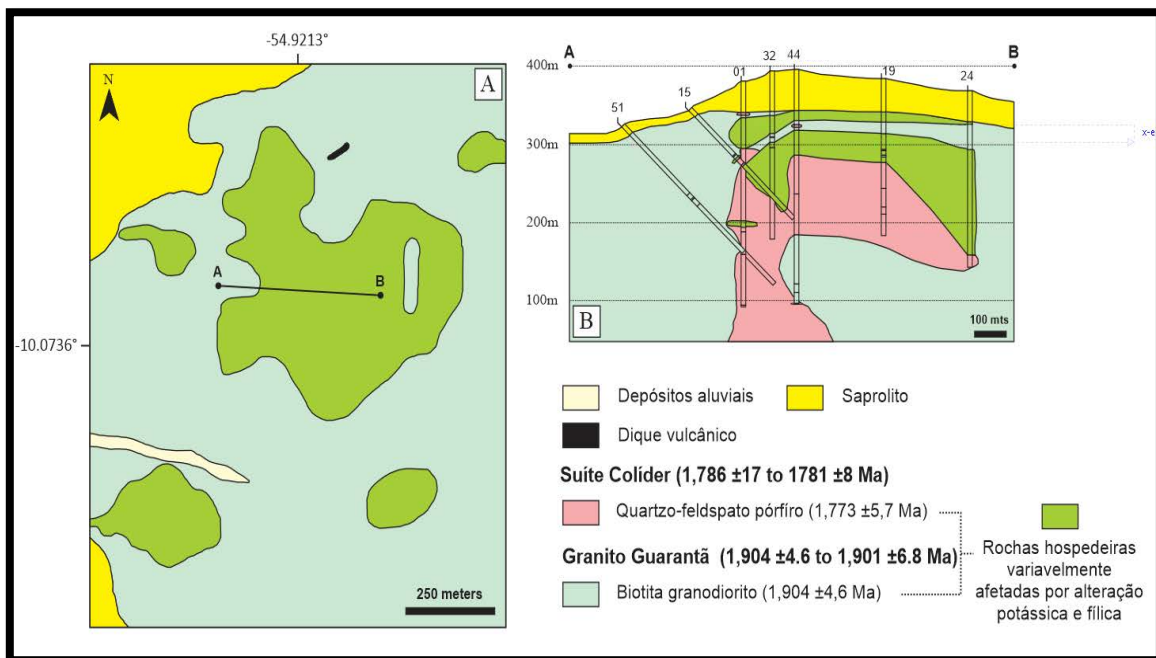 -54.9213°
N
A
A
B
-10.0736°
250 meters
A
B
400m
300m
200m
100m
51
15
01
32
44
19
24
B
100 mts
x-e
Depósitos aluviais
Saprolito
Dique vulcânico
Suíte Colíder (1,786 ±17 to 1781 ±8 Ma)
Quartzo-feldspato pórfiro (1,773 ±5,7 Ma)
Granito Guarantã (1,904 ±4.6 to 1,901 ±6.8 Ma)
Biotita granodiorito (1,904 ±4,6 Ma)
Rochas hospedeiras
variavelmente
afetadas por alteração
potássica e fílica